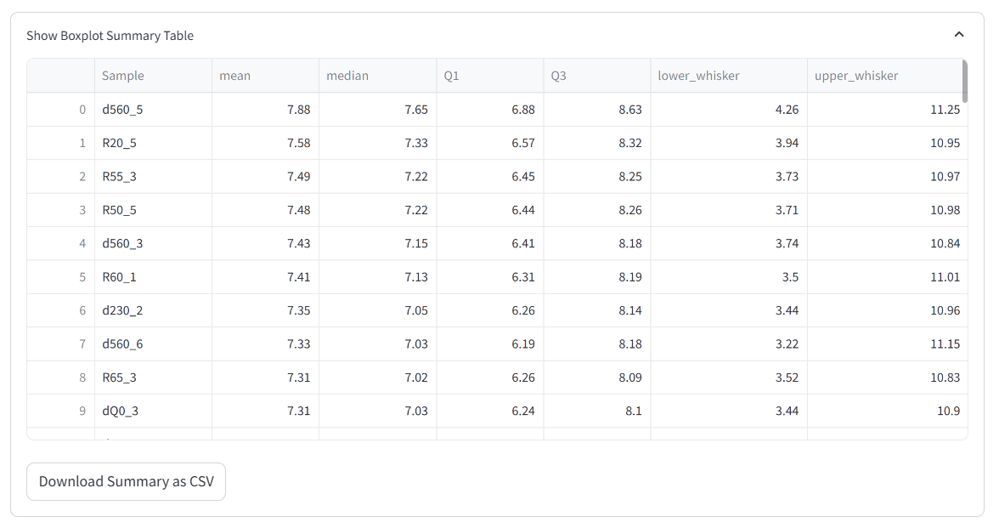 Show Boxplot Summary Table
Sample mean median Q1 Q3 lower_whisker upper_whisker
0 d560_5 7.88 7.65 6.88 8.63 4.26 11.25
1 R20_5 7.58 7.33 6.57 8.32 3.94 10.95
2 R55_3 7.49 7.22 6.45 8.25 3.73 10.97
3 R50_5 7.48 7.22 6.44 8.26 3.71 10.98
4 d560_3 7.43 7.15 6.41 8.18 3.74 10.84
5 R60_1 7.41 7.13 6.31 8.19 3.5 11.01
6 d230_2 7.35 7.05 6.26 8.14 3.44 10.96
7 d560_6 7.33 7.03 6.19 8.18 3.22 11.15
8 R65_3 7.31 7.02 6.26 8.09 3.52 10.83
9 dQ0_3 7.31 7.03 6.24 8.1 3.44 10.9
Download Summary as CSV